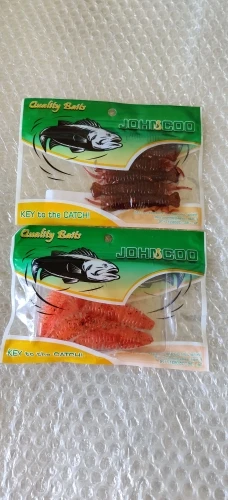 Quality Baits
JOHNCOO
KEY to the CATCH!
Quality Baits
JOHNCOO
KEY to the CATCH!